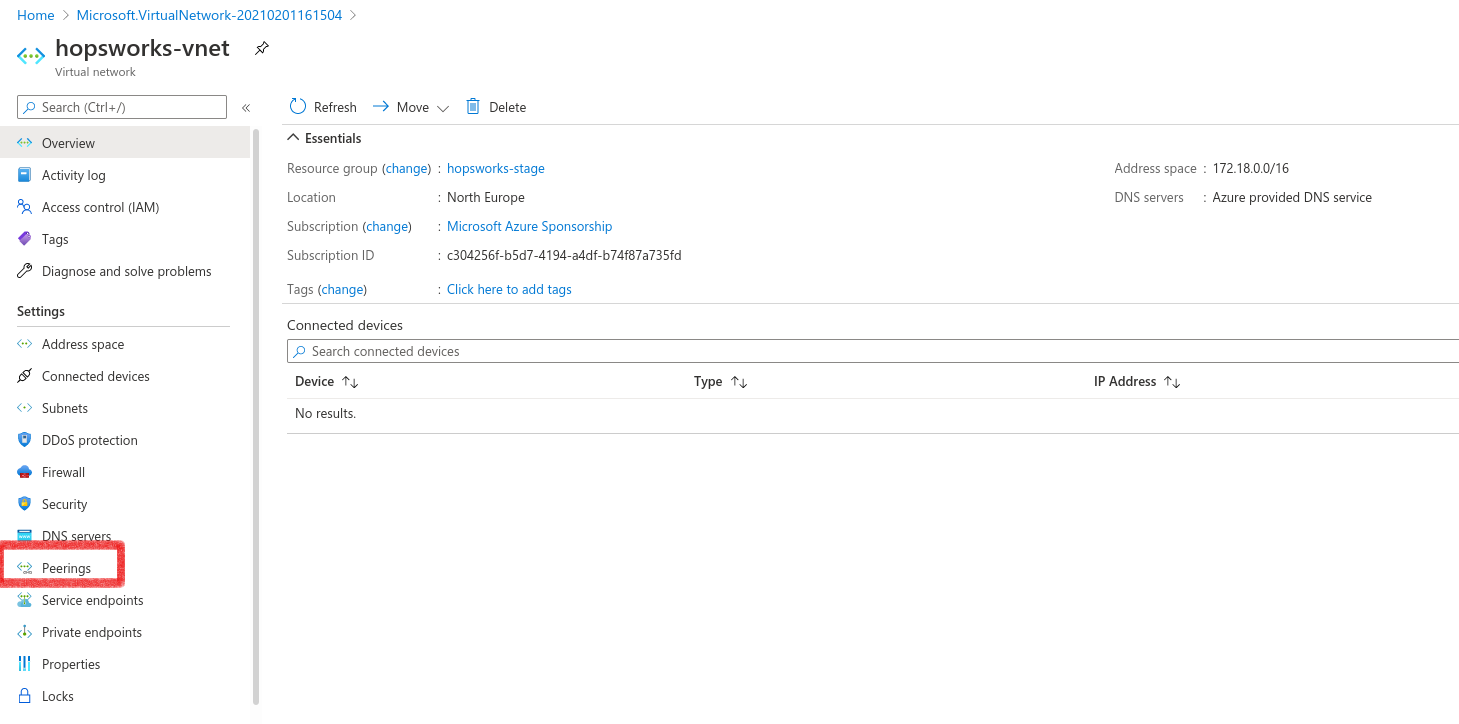 Home > Microsoft.VirtualNetwork-20210201161504 >
hopsworks-vnet
Virtual network
Search (Ctrl+/) «
Overview
Activity log
Access control (IAM)
Tags
Diagnose and solve problems
Settings
Address space
Connected devices
Subnets
DDoS protection
Firewall
Security
DNS servers
Peerings
Service endpoints
Private endpoints
Properties
Locks
Refresh Move Delete
Essentials
Resource group (change) : hopsworks-stage
Location : North Europe
Subscription (change) : Microsoft Azure Sponsorship
Subscription ID : c304256f-b5d7-4194-a4df-b74f87a735fd
Tags (change) : Click here to add tags
Address space : 172.18.0.0/16
DNS servers : Azure provided DNS service
Connected devices
Search connected devices
Device ↑↓ Type ↑↓ IP Address ↑↓
No results.